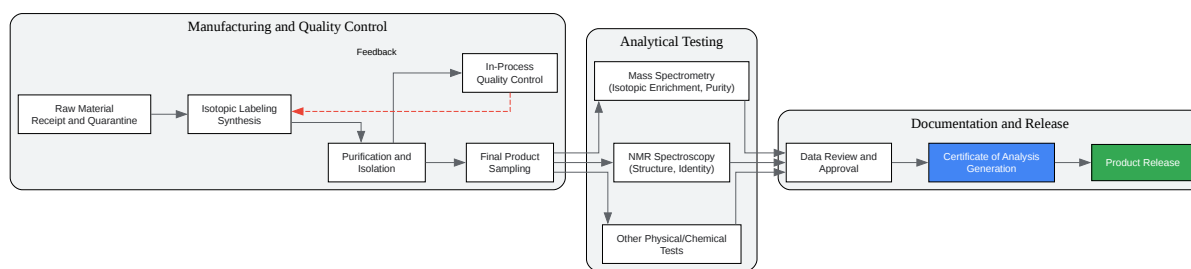 Manufacturing and Quality Control
Feedback
In-Process
Quality Control
Raw Material
Receipt and Quarantine
Isotopic Labeling
Synthesis
Purification and
Isolation
Final Product
Sampling
Analytical Testing
Mass Spectrometry
(Isotopic Enrichment, Purity)
NMR Spectroscopy
(Structure, Identity)
Other Physical/Chemical
Tests
Documentation and Release
Data Review and
Approval
Certificate of Analysis
Generation
Product Release